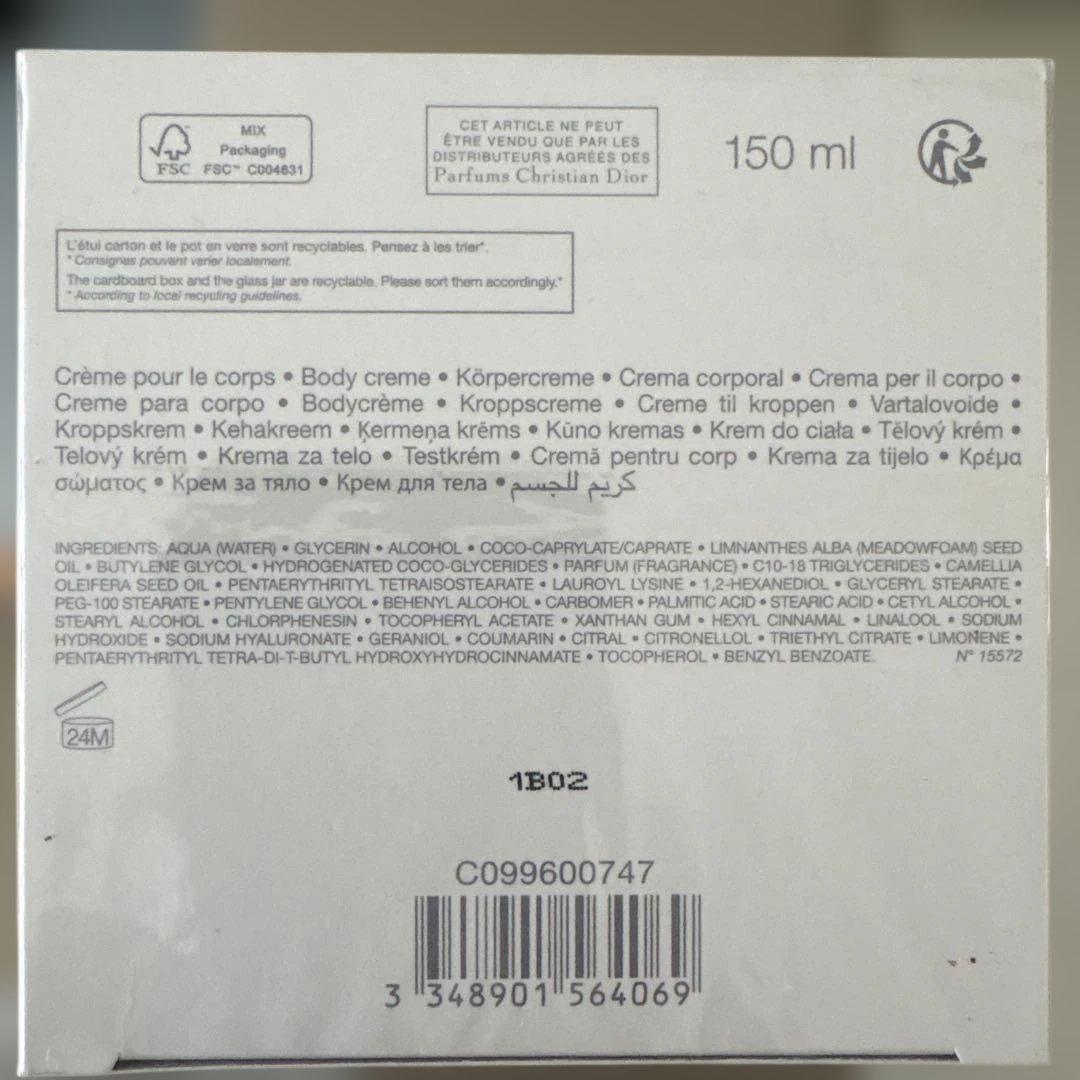 MIX
Packaging
FSC FSC™ C004631
CET ARTICLE NE PEUT
ÊTRE VENDU QUE PAR LES
DISTRIBUTEURS AGRÉÉS DES
Parfums Christian Dior
150 ml
L'étui carton et le pot en verre sont recyclables. Pensez à les trier*.
* Consignes pouvant varier localement.
The cardboard box and the glass jar are recyclable. Please sort them accordingly.*
* According to local recycling guidelines.
Crème pour le corps • Body creme • Körpercreme • Crema corporal • Crema per il corpo •
Creme para corpo • Bodycrème • Kroppscreme • Creme til kroppen • Vartalovoide •
Kroppskrem • Kehakreem • Ķermeņa krēms • Kūno kremas • Krem do ciała • Tělový krém •
Telový krém • Krema za telo • Testkrém • Cremă pentru corp • Krema za tijelo • Κρέμα
σώματος • Крем за тяло • Крем для тела • كريم للجسم
INGREDIENTS: AQUA (WATER) • GLYCERIN • ALCOHOL • COCO-CAPRYLATE/CAPRATE • LIMNANTHES ALBA (MEADOWFOAM) SEED
OIL • BUTYLENE GLYCOL • HYDROGENATED COCO-GLYCERIDES • PARFUM (FRAGRANCE) • C10-18 TRIGLYCERIDES • CAMELLIA
OLEIFERA SEED OIL • PENTAERYTHRITYL TETRAISOSTEARATE • LAUROYL LYSINE • 1,2-HEXANEDIOL • GLYCERYL STEARATE •
PEG-100 STEARATE • PENTYLENE GLYCOL • BEHENYL ALCOHOL • CARBOMER • PALMITIC ACID • STEARIC ACID • CETYL ALCOHOL •
STEARYL ALCOHOL • CHLORPHENESIN • TOCOPHERYL ACETATE • XANTHAN GUM • HEXYL CINNAMAL • LINALOOL • SODIUM
HYDROXIDE • SODIUM HYALURONATE • GERANIOL • COUMARIN • CITRAL • CITRONELLOL • TRIETHYL CITRATE • LIMONENE •
PENTAERYTHRITYL TETRA-DI-T-BUTYL HYDROXYHYDROCINNAMATE • TOCOPHEROL • BENZYL BENZOATE. N° 15572
24M
1B02
C099600747
3 348901 564069